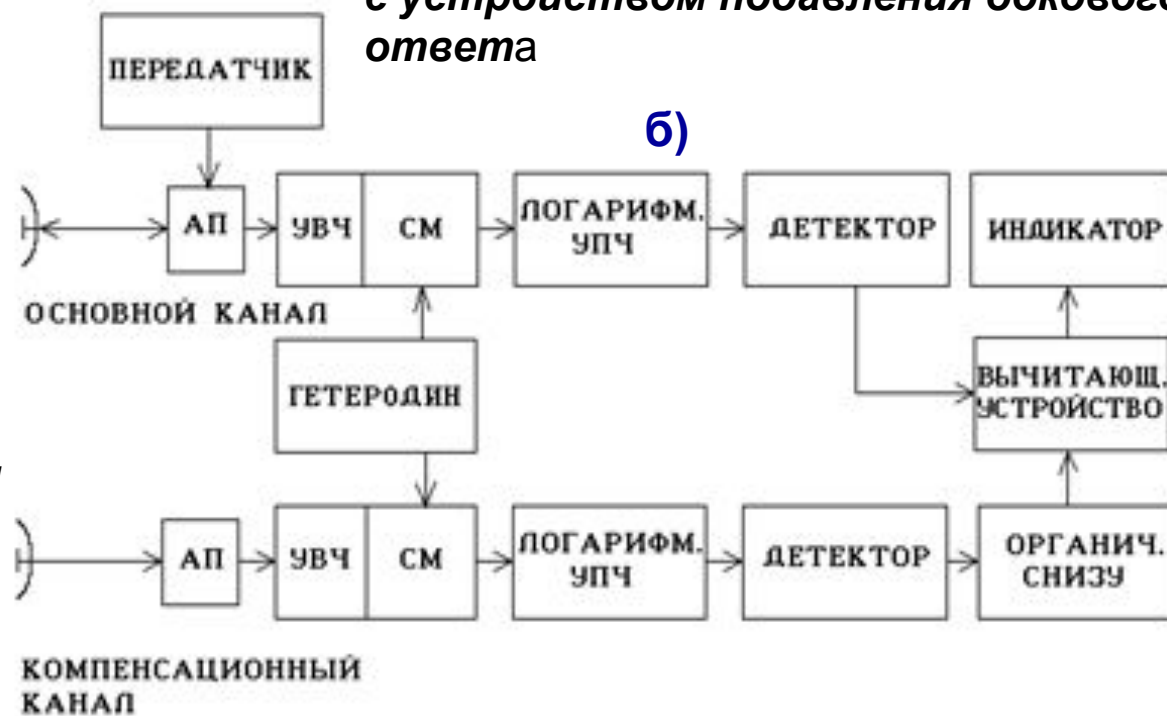 ответа
б)
ПЕРЕДАТЧИК
АП
УВЧ
СМ
ЛОГАРИФМ.
УПЧ
ДЕТЕКТОР
ИНДИКАТОР
ОСНОВНОЙ КАНАЛ
ГЕТЕРОДИН
ВЫЧИТАЮЩ.
УСТРОЙСТВО
АП
УВЧ
СМ
ЛОГАРИФМ.
УПЧ
ДЕТЕКТОР
ОРГАНИЧ.
СНИЗУ
КОМПЕНСАЦИОННЫЙ
КАНАЛ